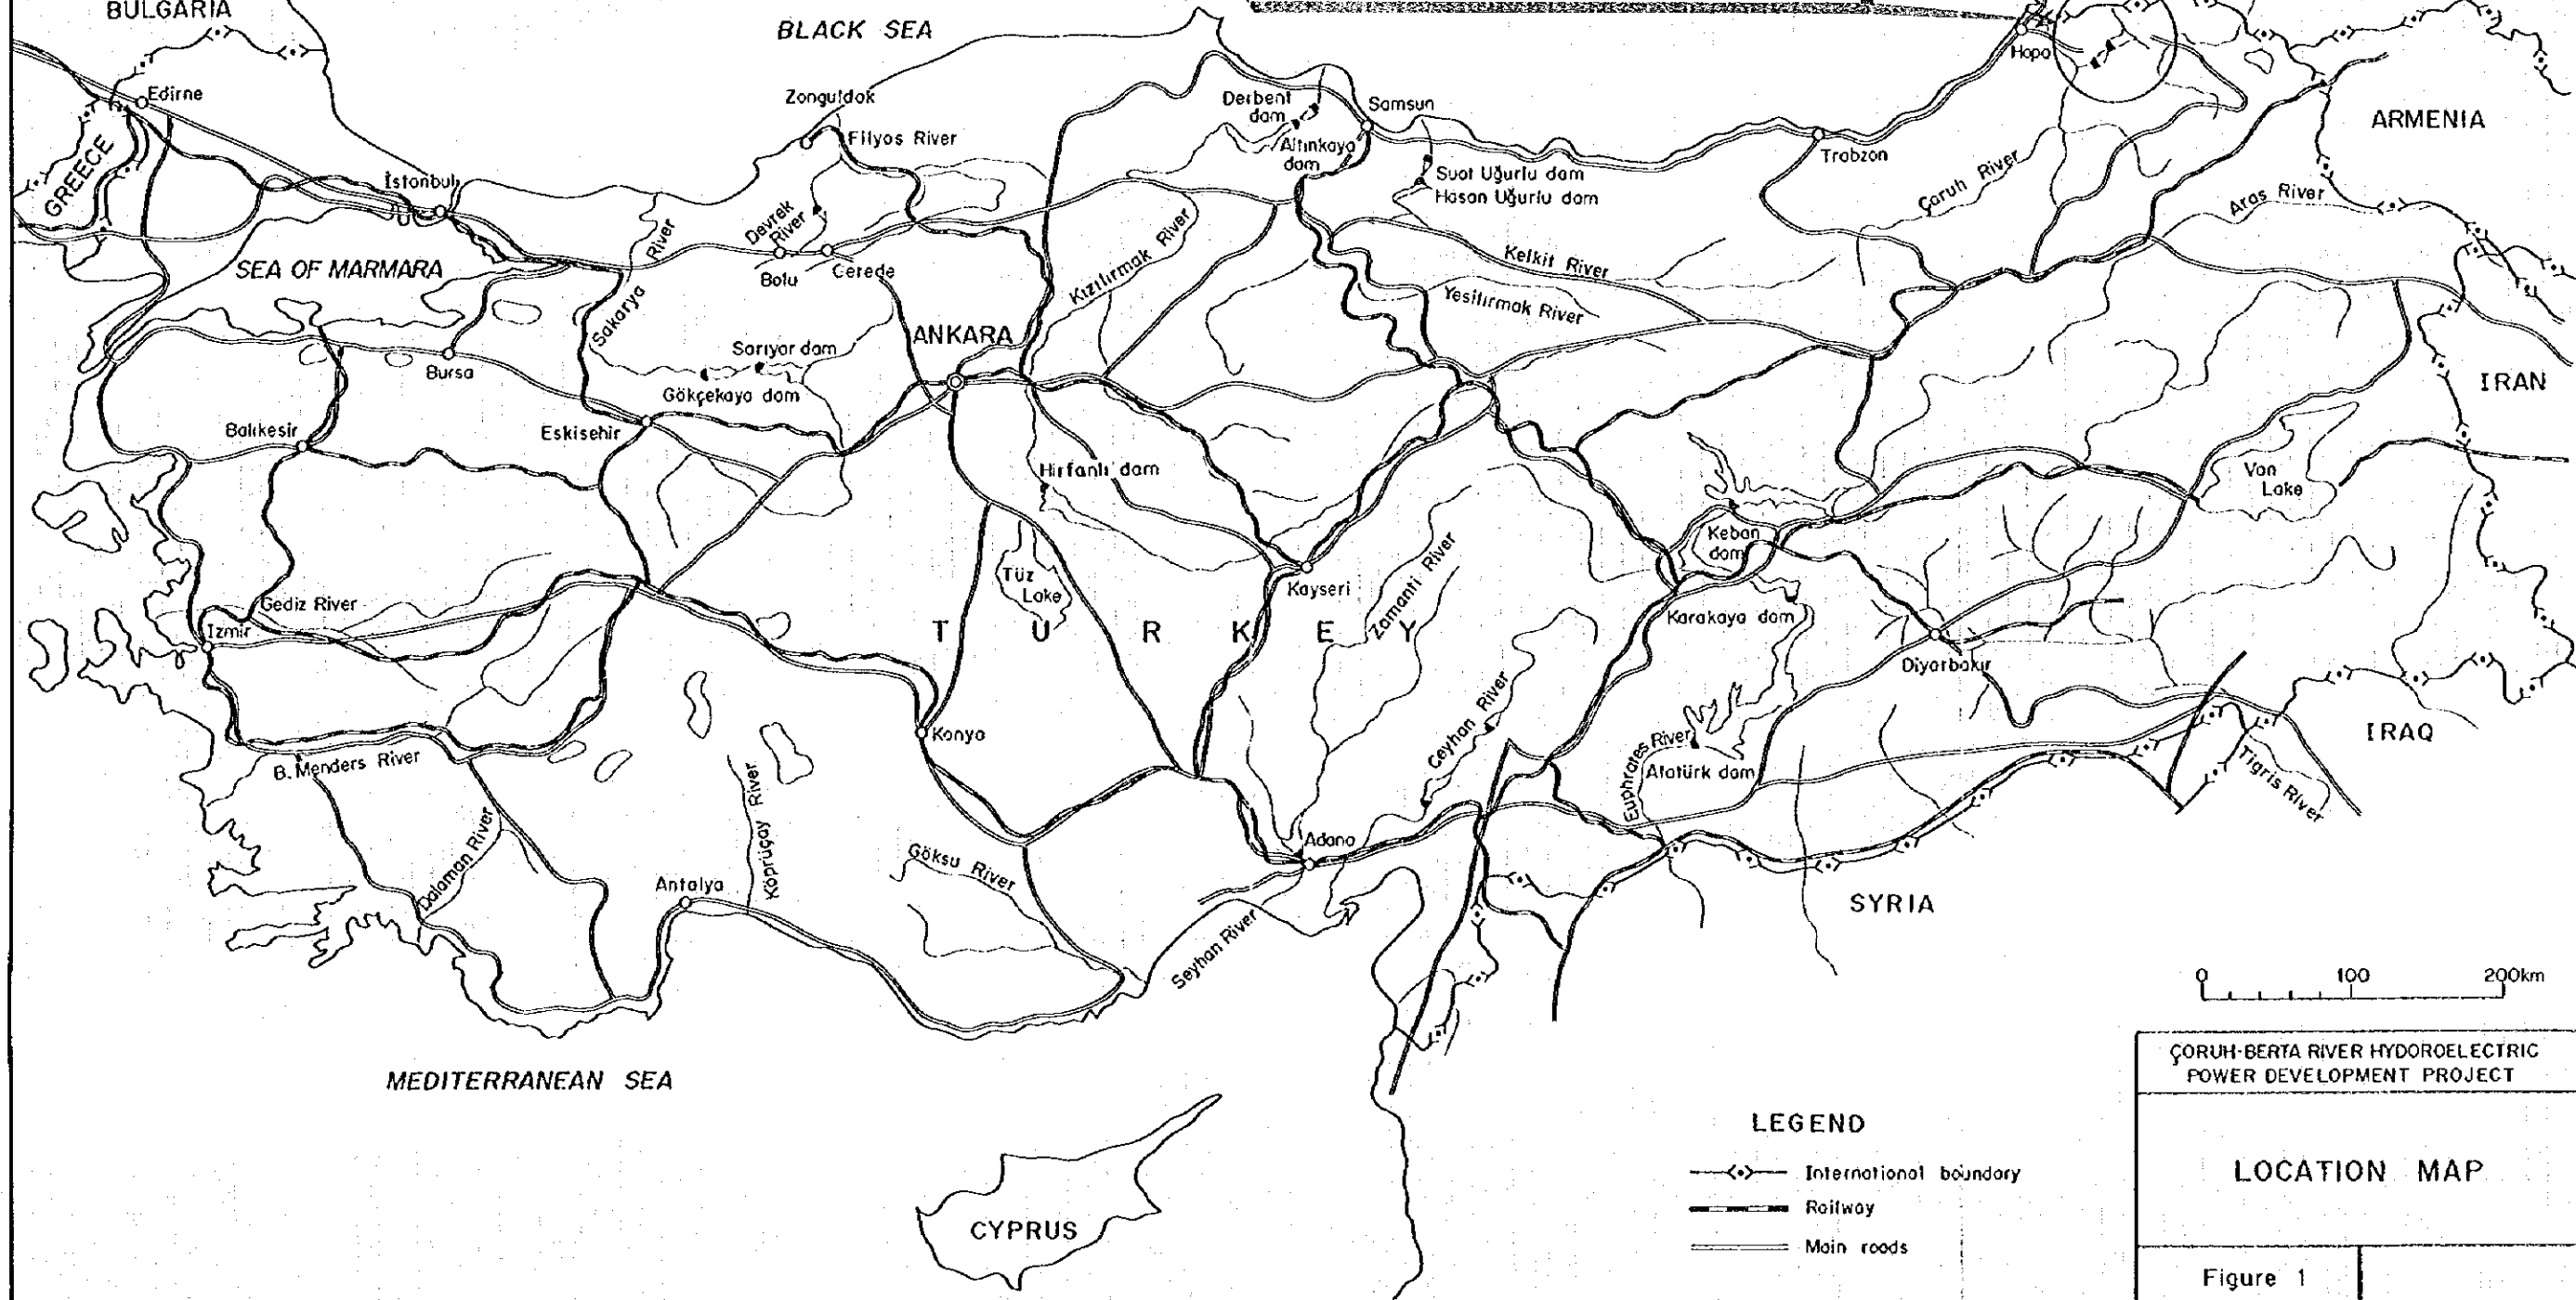 BULGARIA
BLACK SEA
Hopa
Edirne
Zonguldak
Derbent
dam
Samsun
ARMENIA
GREECE
Filyos River
Altınkaya
dam
Trabzon
İstanbul
Suat Uğurlu dam
Hasan Uğurlu dam
Çoruh River
Aras River
Devrek
River
River
Kızılırmak River
Kelkit River
SEA OF MARMARA
Bolu
Cerede
Yesilırmak River
Sakarya
ANKARA
Sarıyar dam
Bursa
Gökçekaya dam
IRAN
Balıkesir
Eskisehir
Hirfanlı dam
Van
Lake
Keban
dam
Tüz
Lake
Kayseri
Zamanti River
Gediz River
Izmir
Karakaya dam
TURKEY
Diyarbakır
Ceyhan River
Konya
IRAQ
B. Menders River
Euphrates River
Atatürk dam
Tigris River
Köprüçay River
Dalaman River
Göksu River
Adana
Antalya
SYRIA
Seyhan River
0 100 200km
MEDITERRANEAN SEA
ÇORUH-BERTA RIVER HYDOROELECTRIC
POWER DEVELOPMENT PROJECT
LEGEND
International boundary
LOCATION MAP
Railway
CYPRUS
Main roads
Figure 1